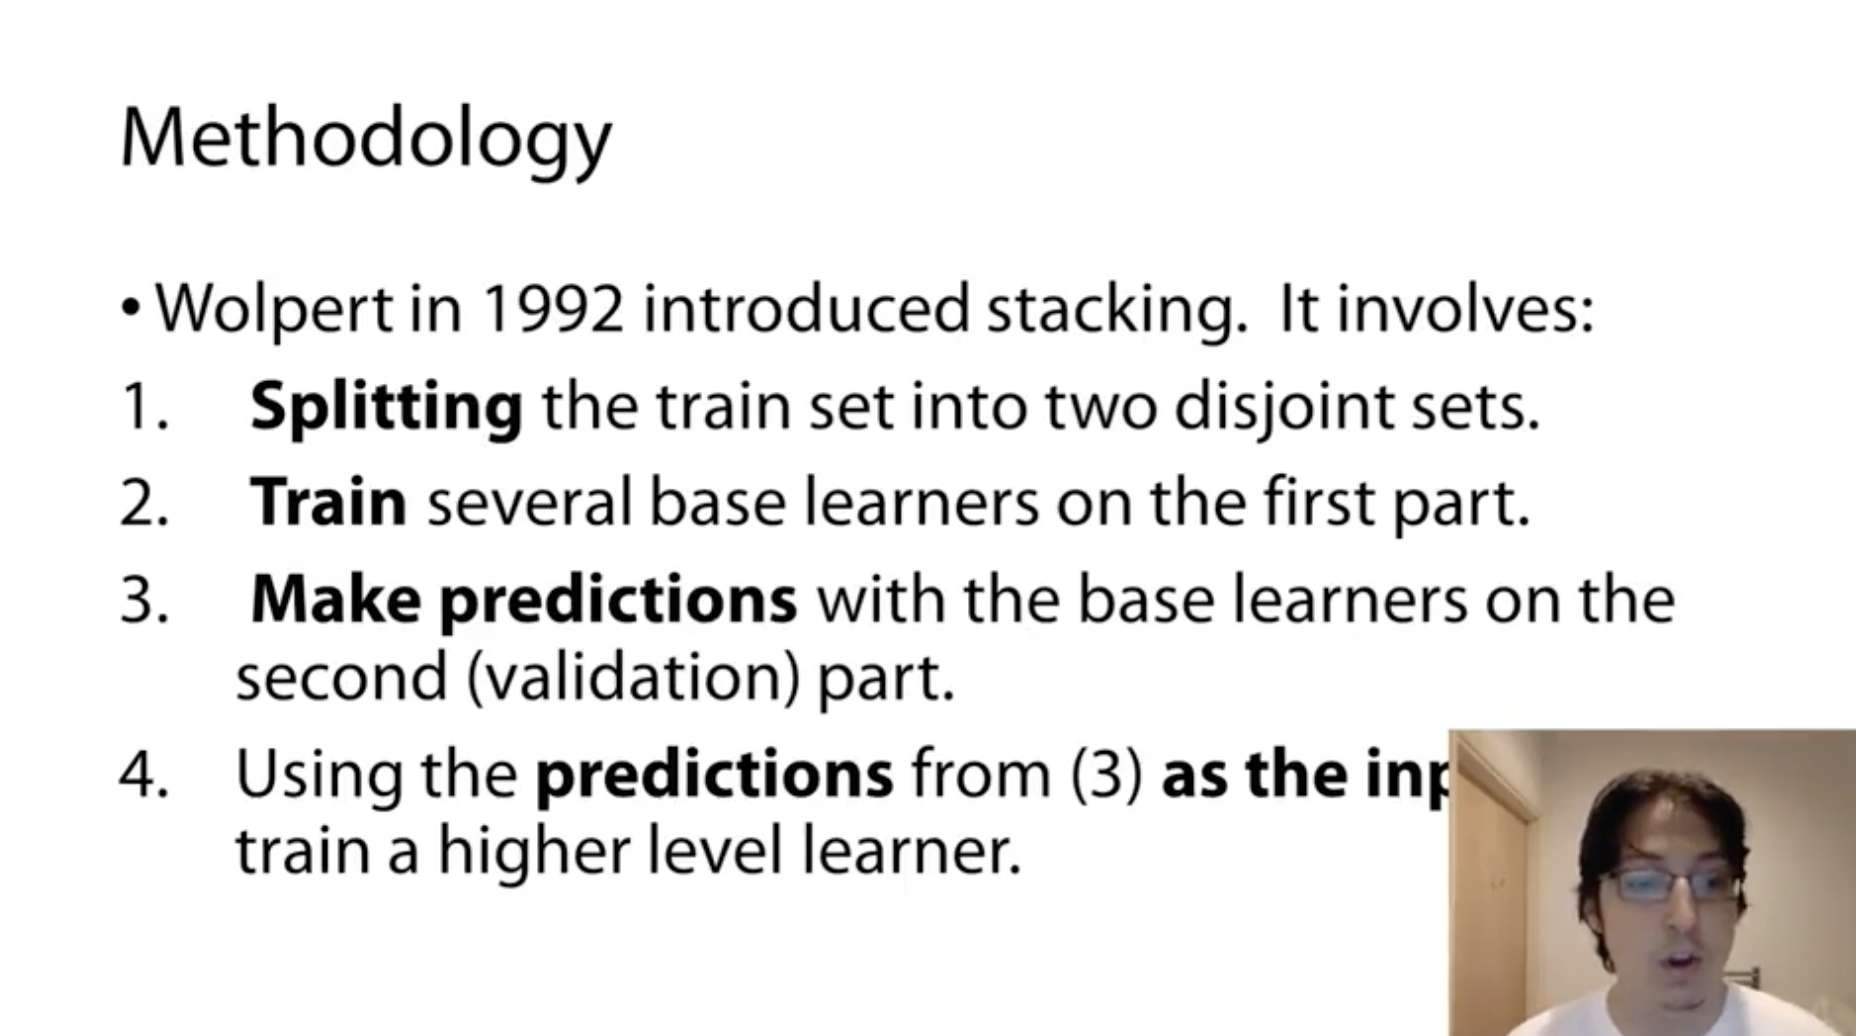 Methodology
• Wolpert in 1992 introduced stacking. It involves:
1. Splitting the train set into two disjoint sets.
2. Train several base learners on the first part.
3. Make predictions with the base learners on the
second (validation) part.
4. Using the predictions from (3) as the
train a higher level learner.